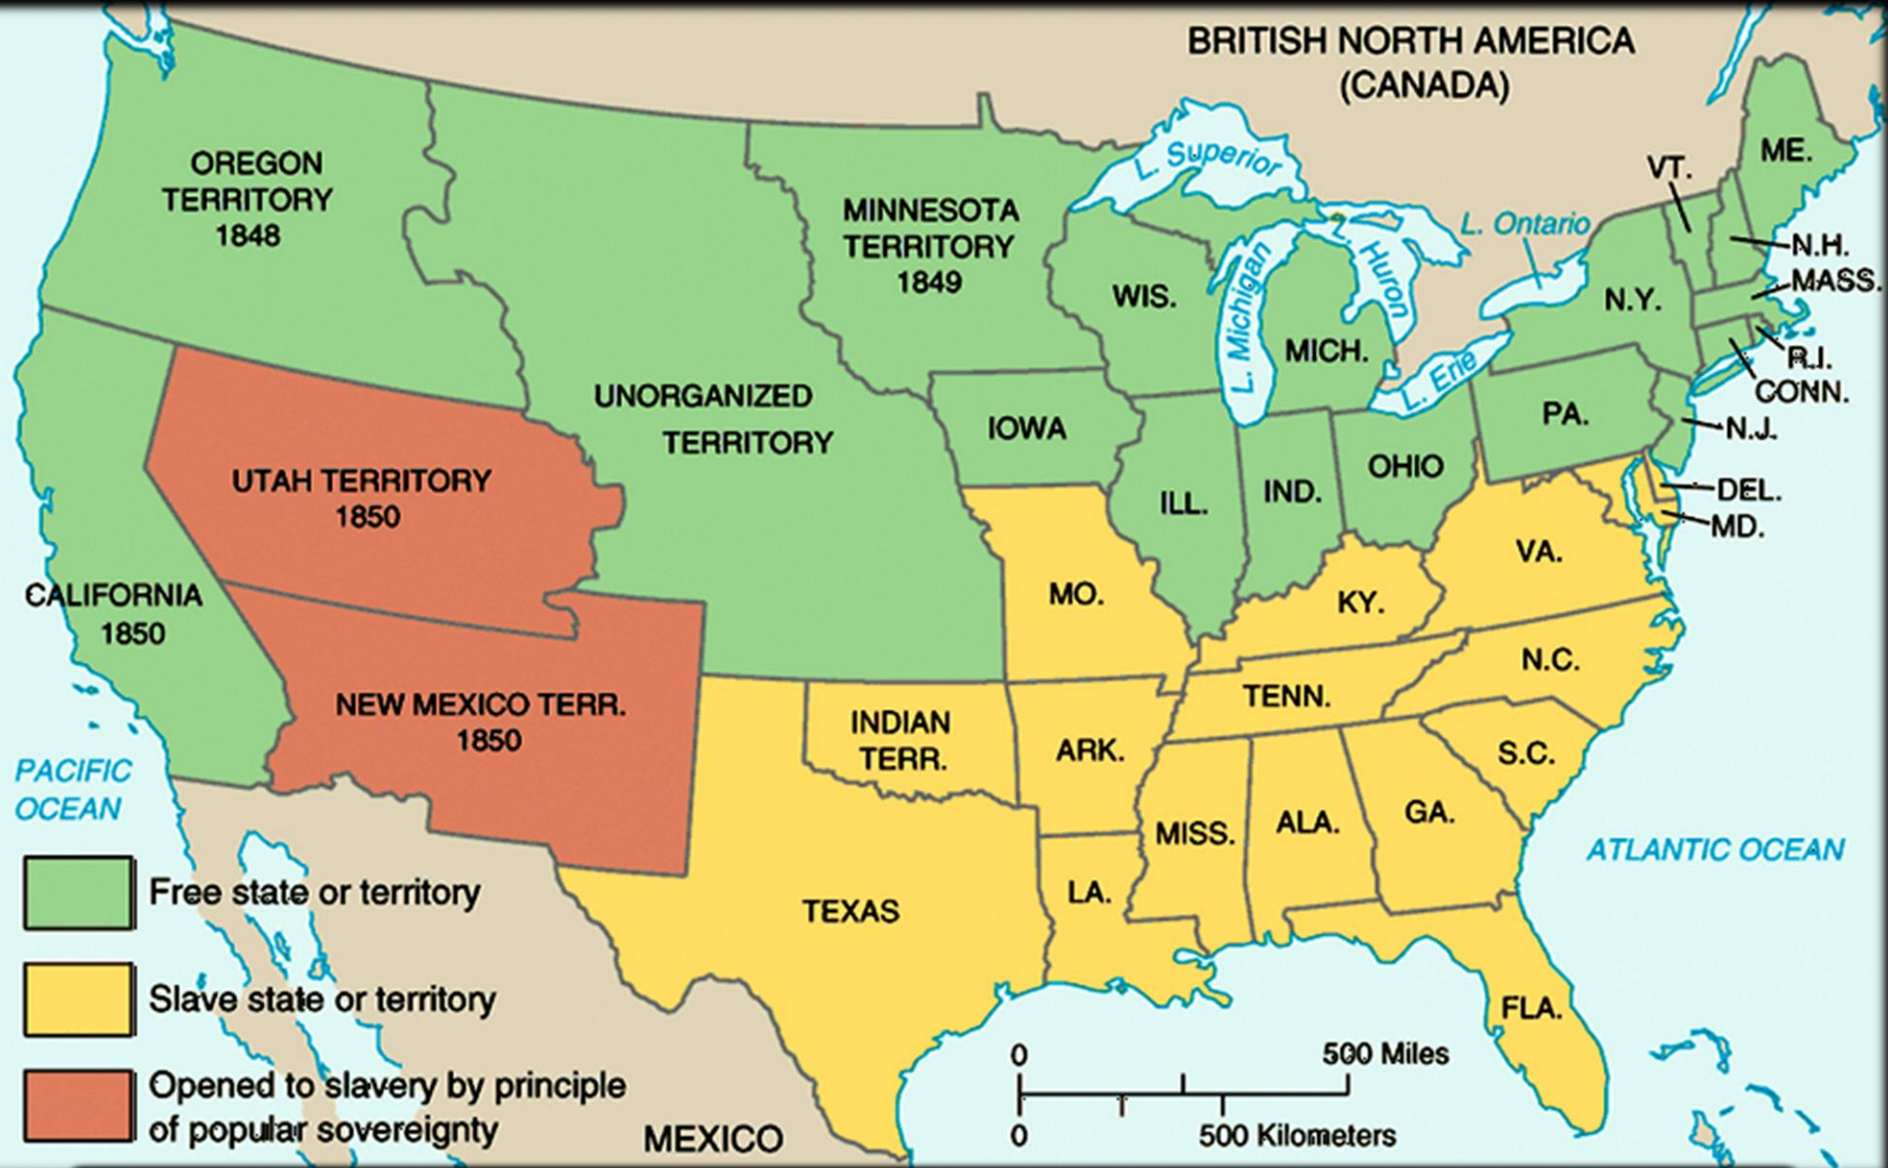 BRITISH NORTH AMERICA
(CANADA)
OREGON
TERRITORY
1848
MINNESOTA
TERRITORY
1849
UNORGANIZED
TERRITORY
UTAH TERRITORY
1850
CALIFORNIA
1850
NEW MEXICO TERR.
1850
L. Superior
L. Michigan
L. Huron
L. Ontario
L. Erie
WIS.
MICH.
IOWA
ILL.
IND.
OHIO
PA.
N.Y.
VT.
ME.
N.H.
MASS.
R.I.
CONN.
N.J.
DEL.
MD.
VA.
MO.
KY.
N.C.
TENN.
S.C.
INDIAN
TERR.
ARK.
MISS.
ALA.
GA.
LA.
TEXAS
FLA.
PACIFIC
OCEAN
ATLANTIC OCEAN
MEXICO
Free state or territory
Slave state or territory
Opened to slavery by principle
of popular sovereignty
0 500 Miles
0 500 Kilometers